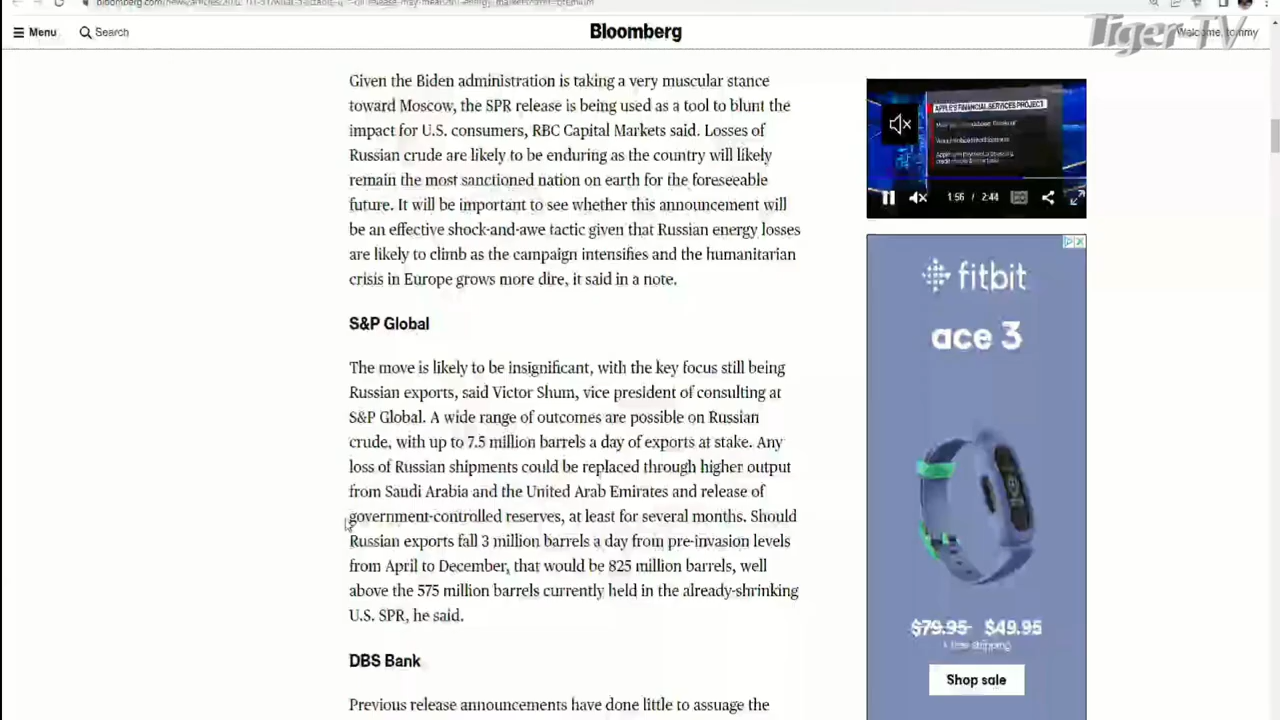 Menu
Search
Bloomberg
Tiger TV
Given the Biden administration is taking a very muscular stance
toward Moscow, the SPR release is being used as a tool to blunt the
impact for U.S. consumers, RBC Capital Markets said. Losses of
Russian crude are likely to be enduring as the country will likely
remain the most sanctioned nation on earth for the foreseeable
future. It will be important to see whether this announcement will
be an effective shock-and-awe tactic given that Russian energy losses
are likely to climb as the campaign intensifies and the humanitarian
crisis in Europe grows more dire, it said in a note.
S&P Global
The move is likely to be insignificant, with the key focus still being
Russian exports, said Victor Shum, vice president of consulting at
S&P Global. A wide range of outcomes are possible on Russian
crude, with up to 7.5 million barrels a day of exports at stake. Any
loss of Russian shipments could be replaced through higher output
from Saudi Arabia and the United Arab Emirates and release of
government-controlled reserves, at least for several months. Should
Russian exports fall 3 million barrels a day from pre-invasion levels
from April to December, that would be 825 million barrels, well
above the 575 million barrels currently held in the already-shrinking
U.S. SPR, he said.
DBS Bank
Previous release announcements have done little to assuage the
APPLE'S FINANCIAL SERVICES PROJECT
1:56 / 2:44
fitbit
ace 3
$79.95 $49.95
+ free shipping
Shop sale